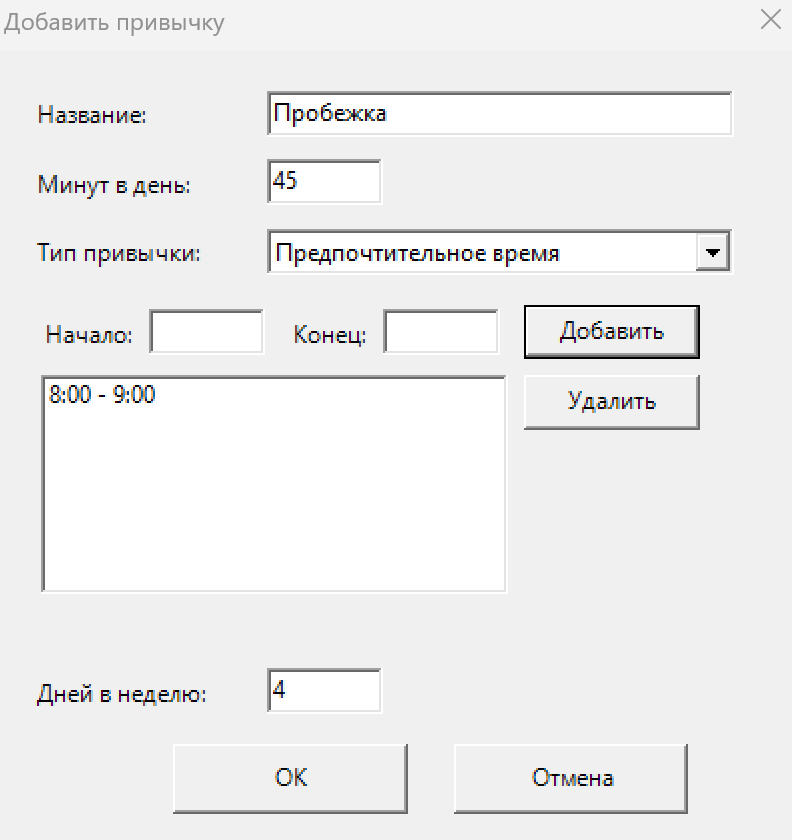 Добавить привычку
Название: Пробежка
Минут в день: 45
Тип привычки: Предпочтительное время
Начало: Конец: Добавить
8:00 - 9:00 Удалить
Дней в неделю: 4
ОК Отмена